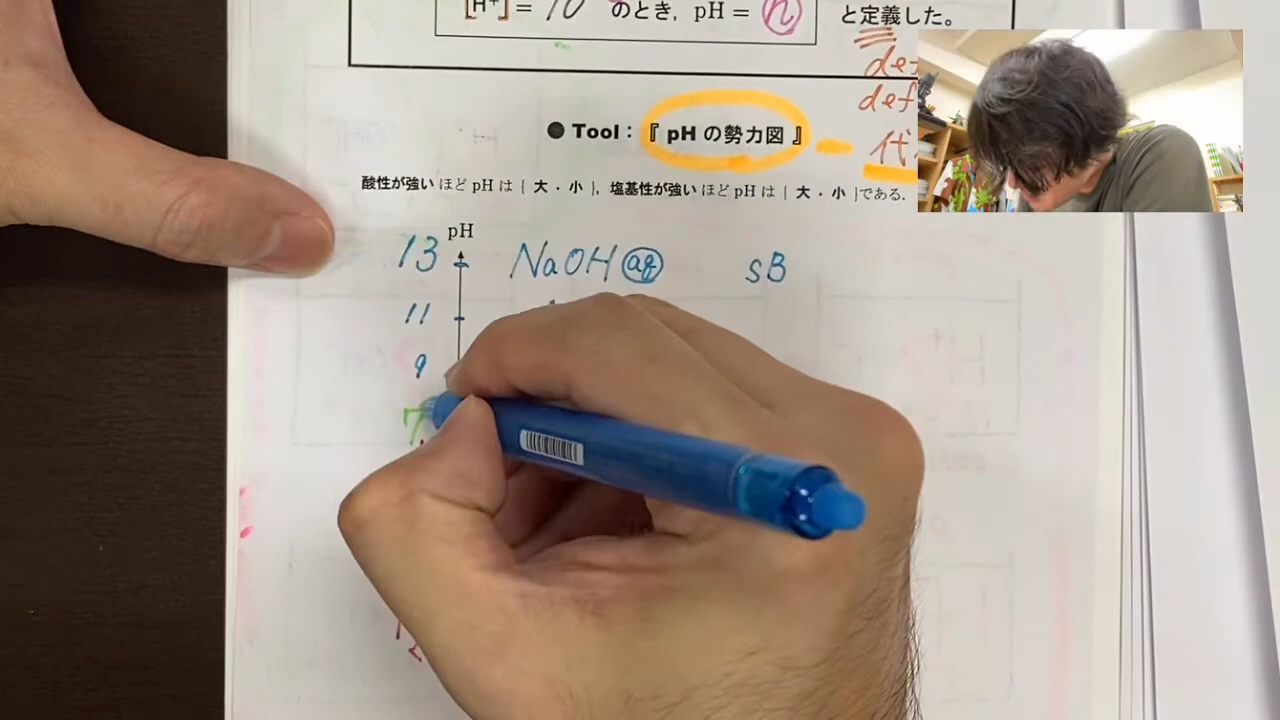 [H⁺] = 10 のとき, pH = n と定義した。
def
● Tool : 『 pH の勢力図 』
代
酸性が強いほど pH は { 大 ・ 小 }, 塩基性が強いほど pH は { 大 ・ 小 }である.
pH
13 NaOH aq sB
11
9
7